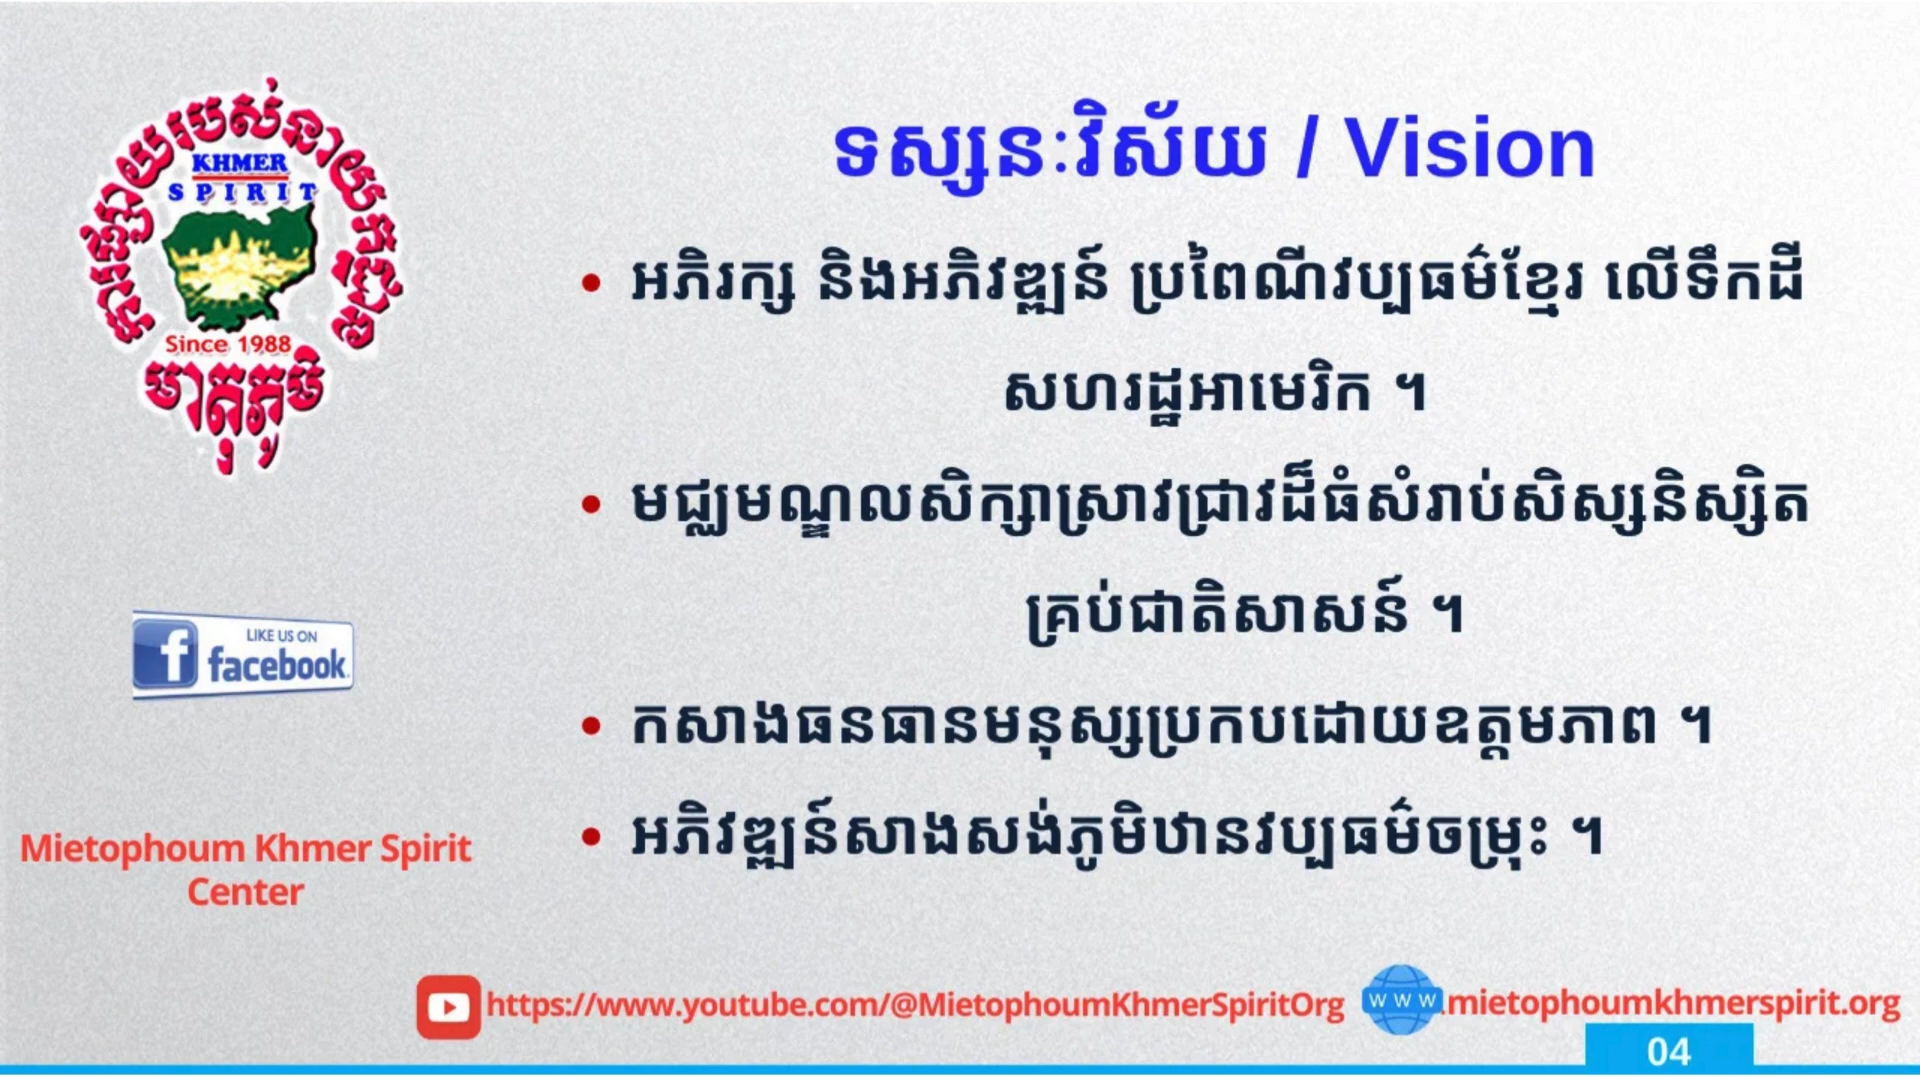 KHMER
SPIRIT
Since 1988
មាតុភូមិ
ទស្សនៈវិស័យ / Vision
• អភិរក្ស និងអភិវឌ្ឍន៍ ប្រពៃណីវប្បធម៌ខ្មែរ លើទឹកដី
សហរដ្ឋអាមេរិក ។
• មជ្ឈមណ្ឌលសិក្សាស្រាវជ្រាវដ៏ធំសំរាប់សិស្សនិស្សិត
គ្រប់ជាតិសាសន៍ ។
• កសាងធនធានមនុស្សប្រកបដោយឧត្តមភាព ។
• អភិវឌ្ឍន៍សាងសង់ភូមិឋានវប្បធម៌ចម្រុះ ។
LIKE US ON
facebook
Mietophoum Khmer Spirit
Center
https://www.youtube.com/@MietophoumKhmerSpiritOrg
www.mietophoumkhmerspirit.org
04